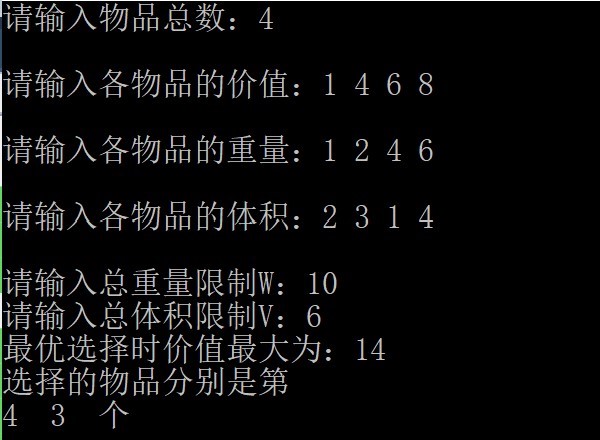 请输入物品总数：4
请输入各物品的价值：1 4 6 8
请输入各物品的重量：1 2 4 6
请输入各物品的体积：2 3 1 4
请输入总重量限制W：10
请输入总体积限制V：6
最优选择时价值最大为：14
选择的物品分别是第
4  3  个